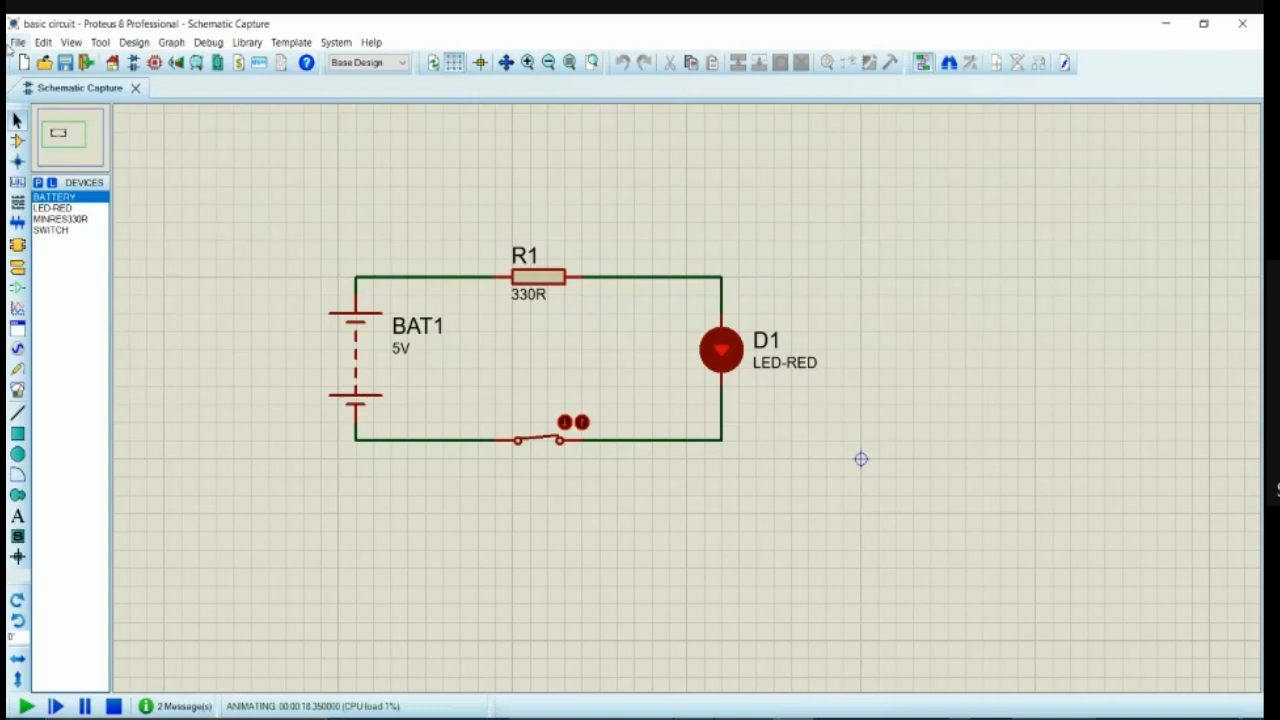 basic circuit - Proteus 8 Professional - Schematic Capture
File Edit View Tool Design Graph Debug Library Template System Help
Base Design
Schematic Capture
P L DEVICES
BATTERY
LED-RED
MINRES330R
SWITCH
R1
330R
BAT1
5V
D1
LED-RED
A
S
0°
2 Message(s) ANIMATING: 00:00:18.350000 (CPU load 1%)